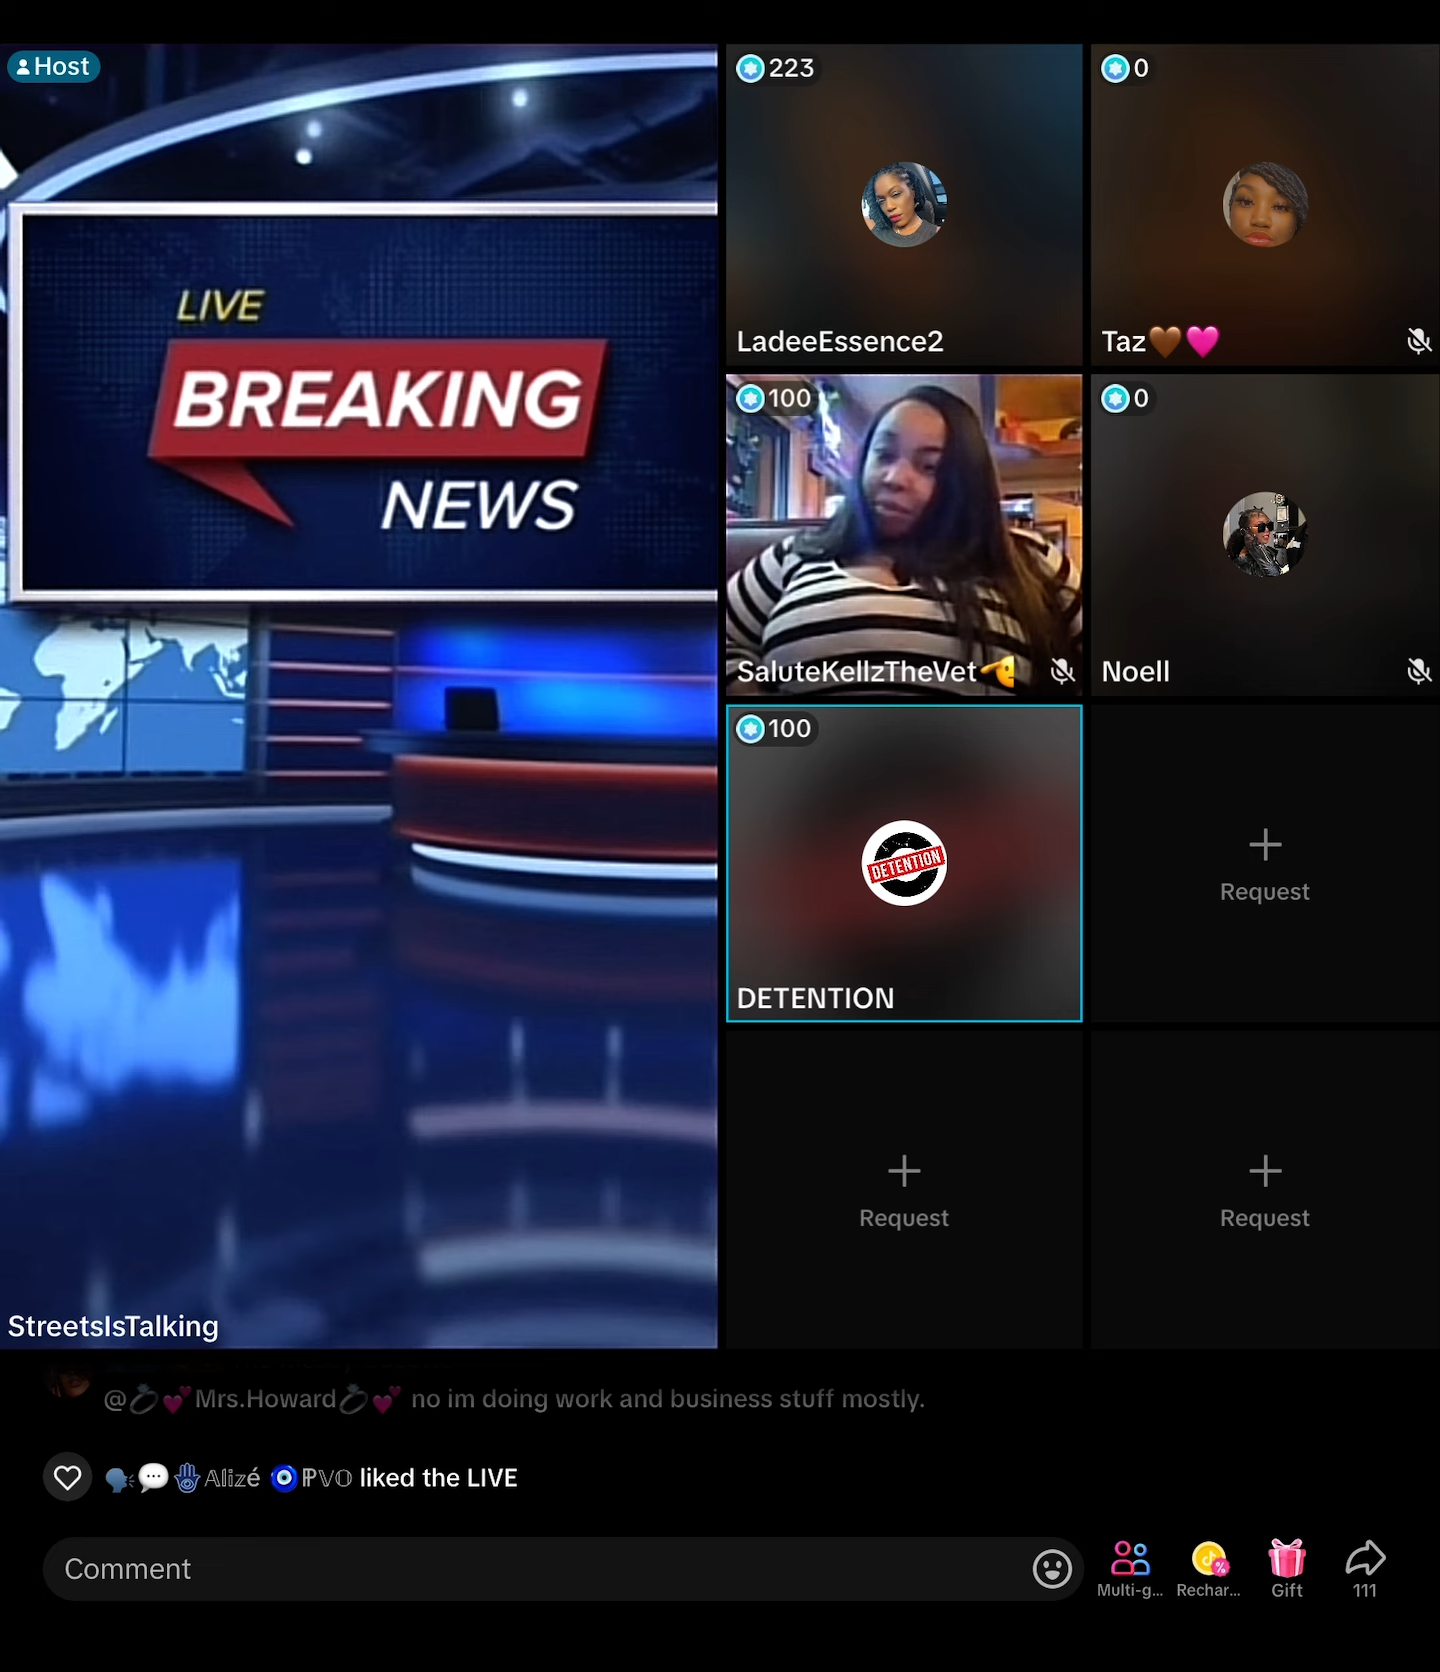 Host
LIVE
BREAKING
NEWS
StreetsIsTalking
223
LadeeEssence2
0
Taz🤎🩷
100
SaluteKellzTheVet
0
Noell
100
DETENTION
DETENTION
Request
Request
Request
@💍💕Mrs.Howard💍💕 no im doing work and business stuff mostly.
🗣️💬🪬𝔸𝕝𝕚𝕫é 🧿ℙ𝕍𝕆 liked the LIVE
Comment
Multi-g...
Rechar...
Gift
111